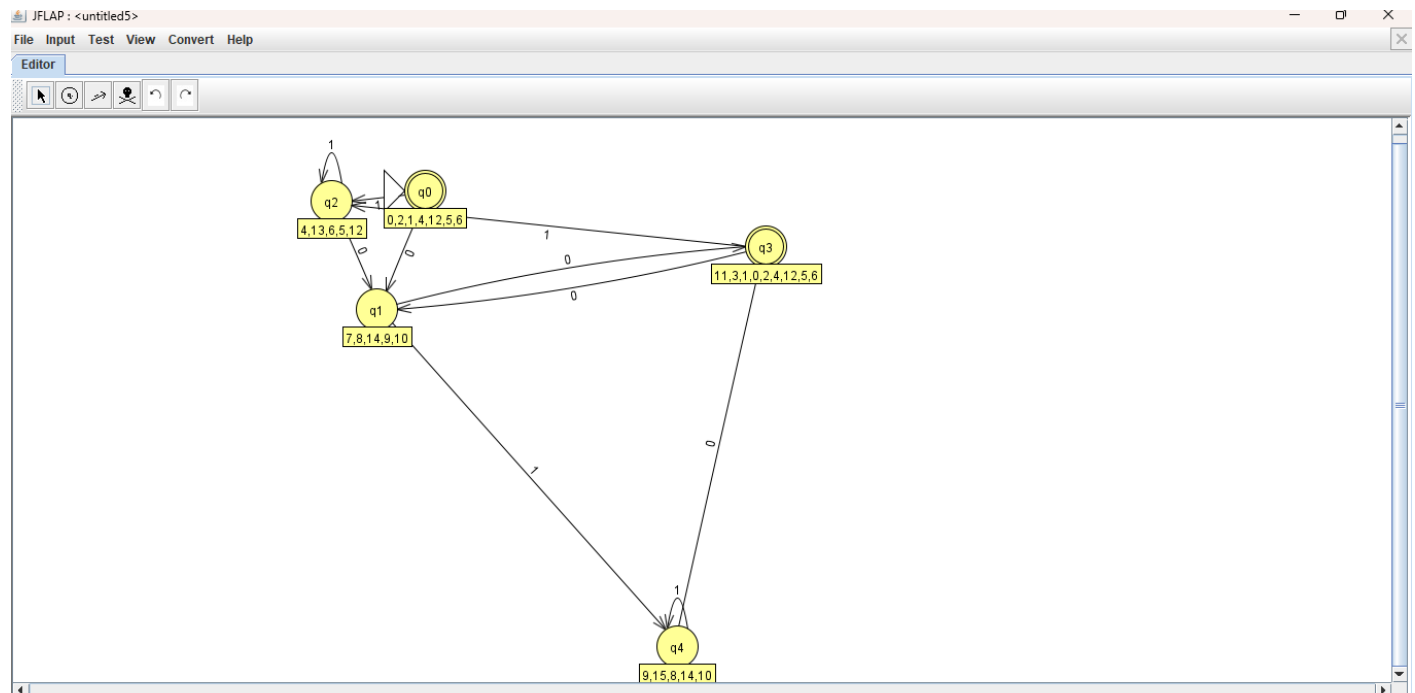 JFLAP : <untitled5>
File Input Test View Convert Help
Editor
1
q2
4,13,6,5,12
1
q0
0,2,1,4,12,5,6
1
q3
11,3,1,0,2,4,12,5,6
0
0
0
0
q1
7,8,14,9,10
1
0
1
q4
9,15,8,14,10